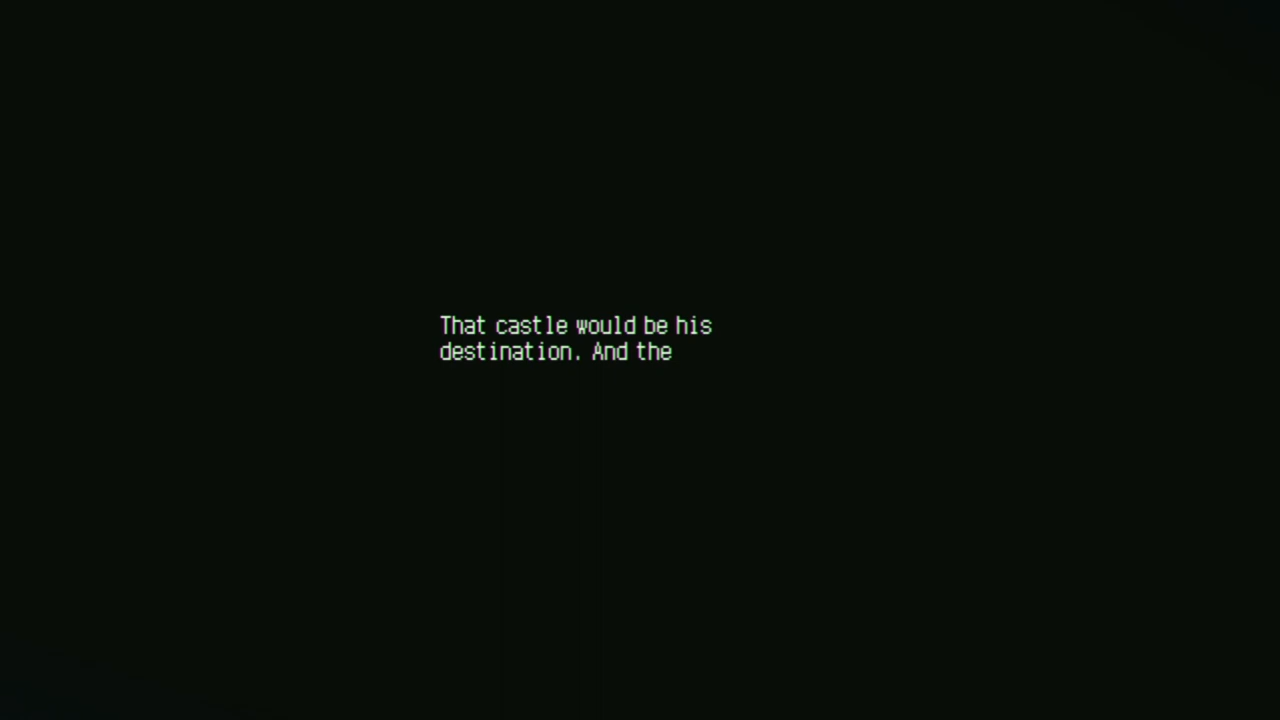 That castle would be his
destination. And the